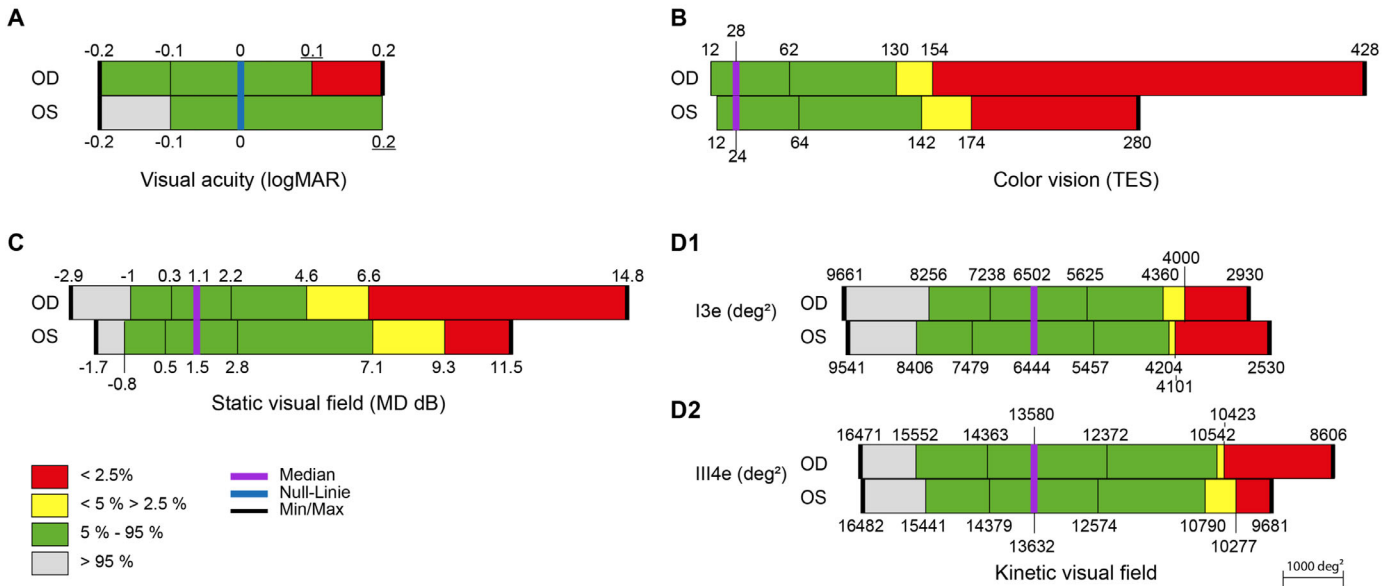 A
-0.2 -0.1 0 0.1 0.2
OD
OS
-0.2 -0.1 0 0.2
Visual acuity (logMAR)
B
28
12 62 130 154 428
OD
OS
12 64 142 174 280
24
Color vision (TES)
C
-2.9 -1 0.3 1.1 2.2 4.6 6.6 14.8
OD
OS
-1.7 0.5 1.5 2.8 7.1 9.3 11.5
-0.8
Static visual field (MD dB)
D1
4000
9661 8256 7238 6502 5625 4360 2930
I3e (deg²)
OD
OS
9541 8406 7479 6444 5457 4204 2530
4101
D2
13580 10423
16471 15552 14363 12372 10542 8606
III4e (deg²)
OD
OS
16482 15441 14379 12574 10790 9681
13632 10277
Kinetic visual field
1000 deg²
< 2.5%
< 5 % > 2.5 %
5 % - 95 %
> 95 %
Median
Null-Linie
Min/Max